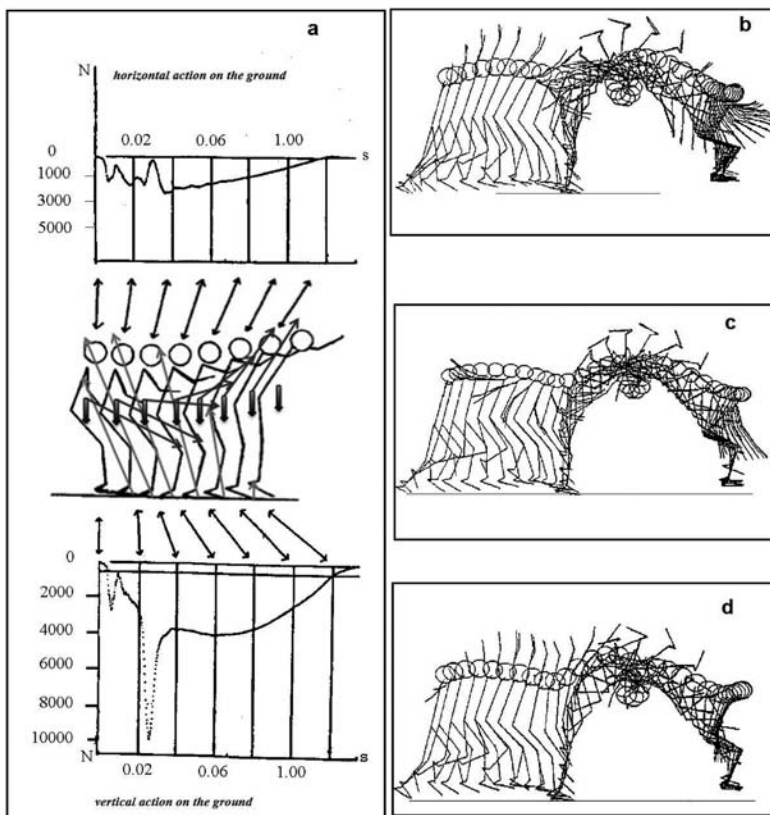 a
N
horizontal action on the ground
0.02 0.06 1.00
0
s
1000
3000
5000
0
2000
4000
6000
8000
10000
N
s
0.02 0.06 1.00
vertical action on the ground
b
c
d